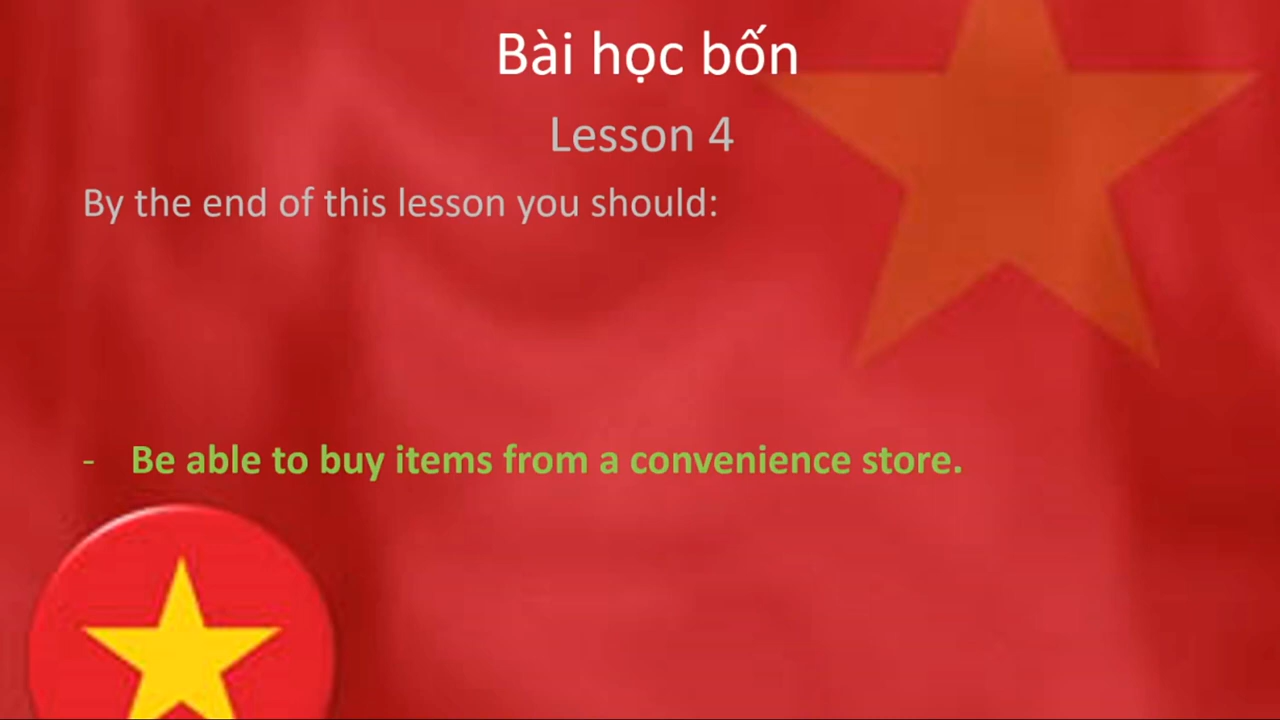 Bài học bốn
Lesson 4
By the end of this lesson you should:
- Be able to buy items from a convenience store.